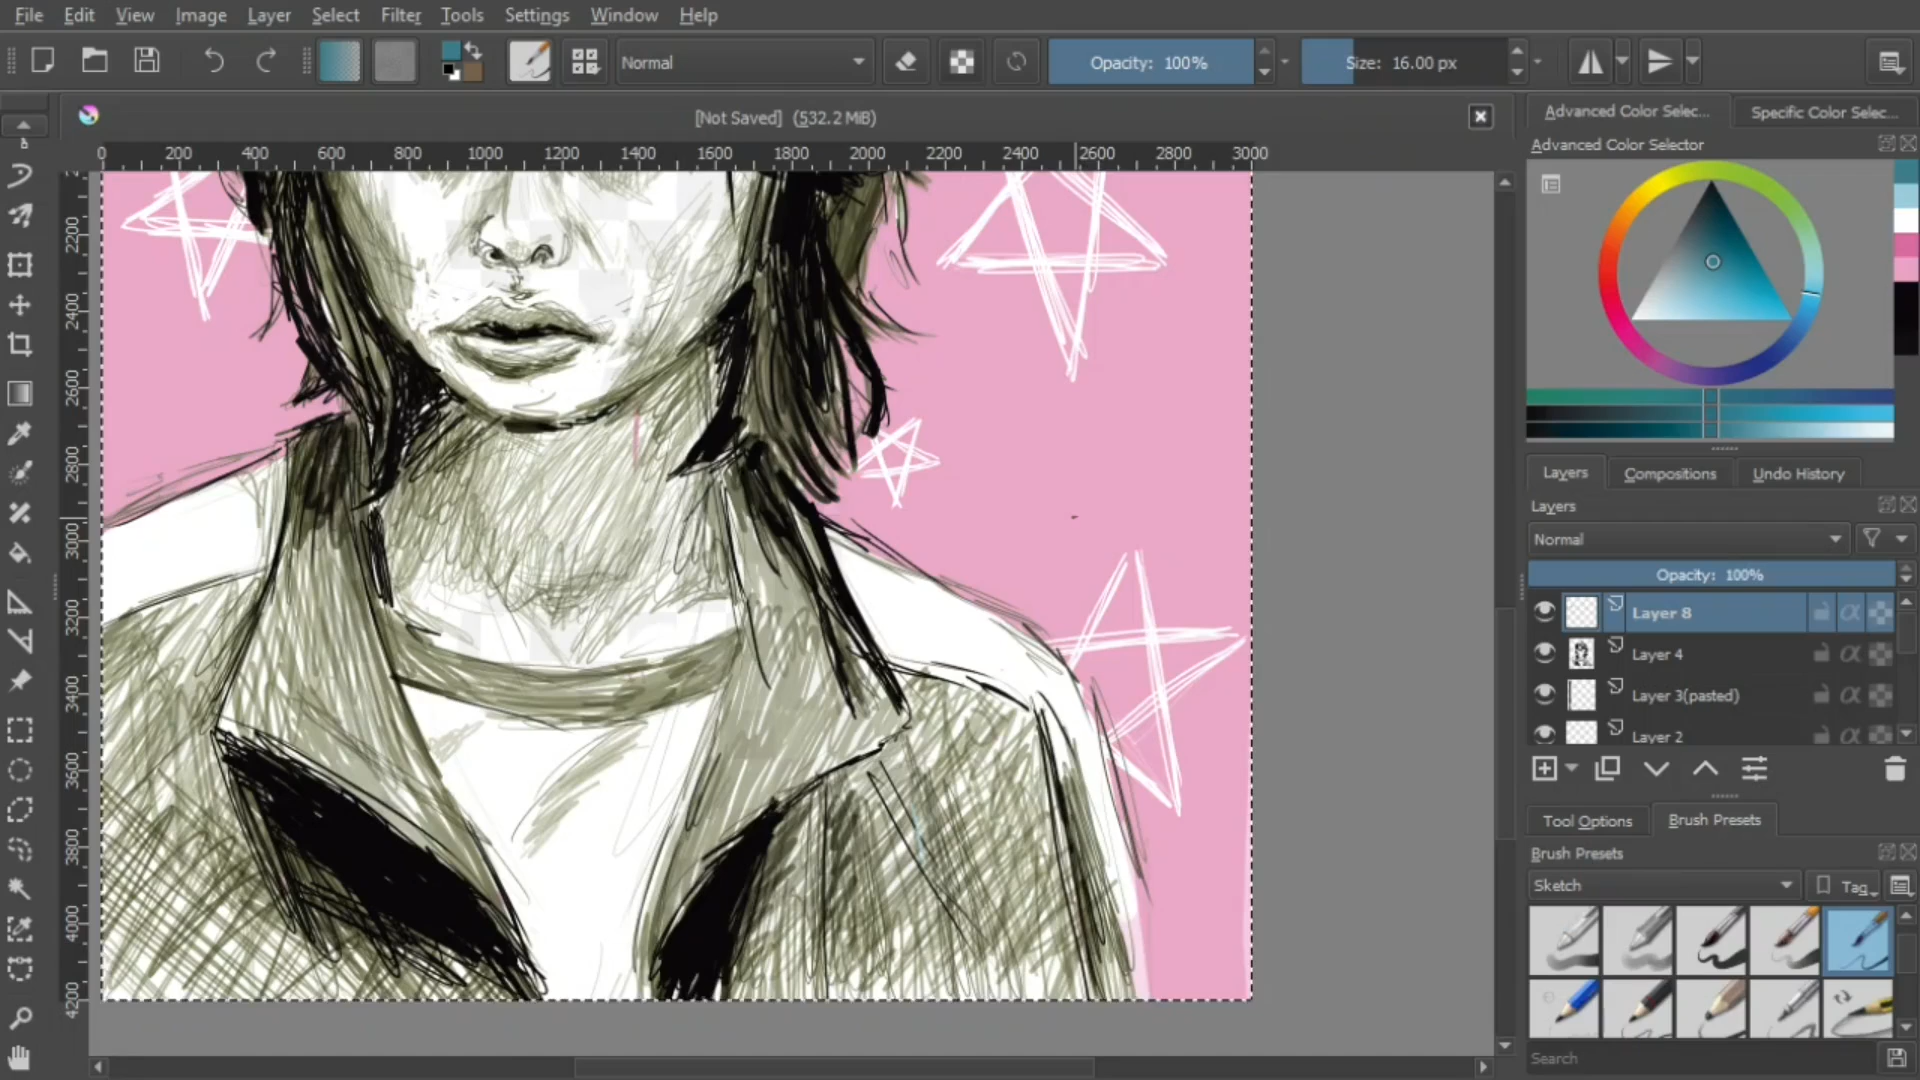 File Edit View Image Layer Select Filter Tools Settings Window Help
Normal Opacity: 100% Size: 16.00 px
[Not Saved] (532.2 MiB)
0 200 400 600 800 1000 1200 1400 1600 1800 2000 2200 2400 2600 2800 3000
2200
2400
2600
2800
3000
3200
3400
3600
3800
4000
4200
Advanced Color Selec... Specific Color Selec...
Advanced Color Selector
Layers Compositions Undo History
Layers
Normal
Opacity: 100%
Layer 8
Layer 4
Layer 3(pasted)
Layer 2
Tool Options Brush Presets
Brush Presets
Sketch Tag
Search